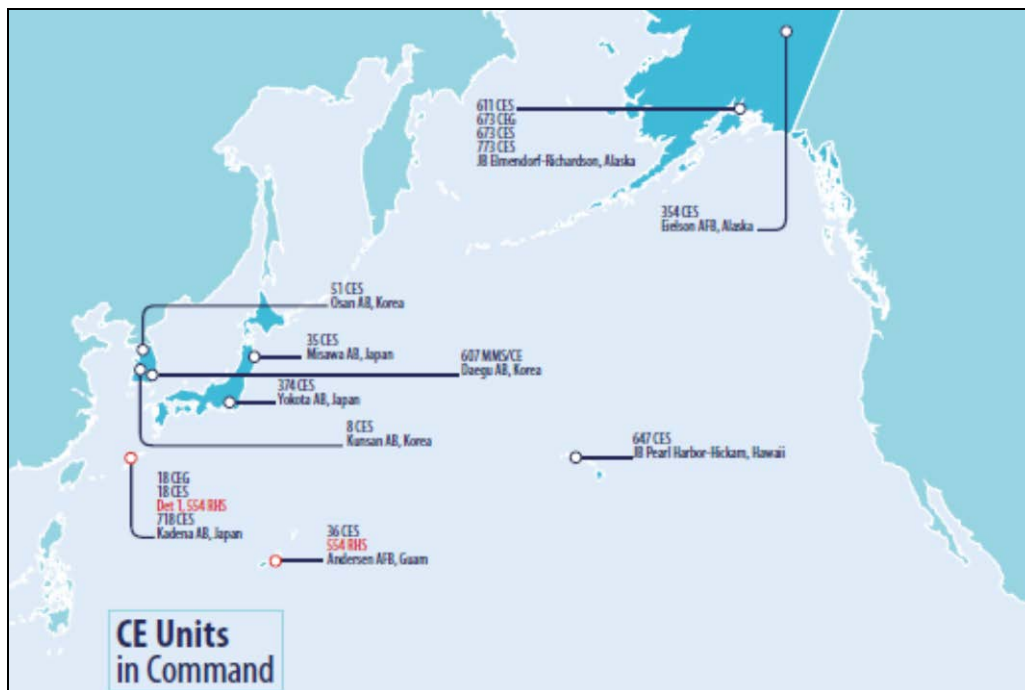 611 CES
673 CEG
673 CES
773 CES
JB Elmendorf-Richardson, Alaska
354 CES
Eielson AFB, Alaska
51 CES
Osan AB, Korea
35 CES
Misawa AB, Japan
607 MMS/CE
Daegu AB, Korea
374 CES
Yokota AB, Japan
8 CES
Kunsan AB, Korea
647 CES
JB Pearl Harbor-Hickam, Hawaii
18 CEG
18 CES
Det 1, 554 RHS
718 CES
Kadena AB, Japan
36 CES
554 RHS
Andersen AFB, Guam
CE Units
in Command